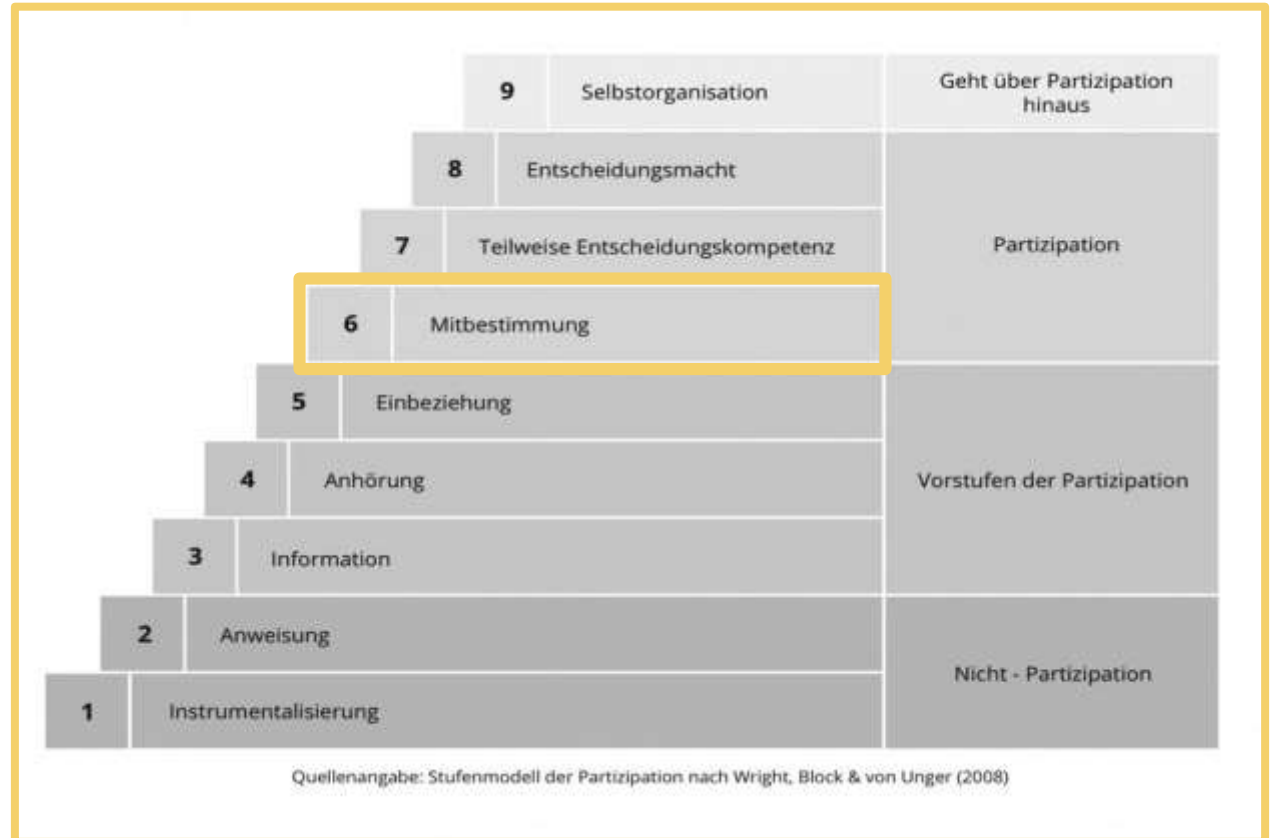 9 Selbstorganisation Geht über Partizipation
hinaus
8 Entscheidungsmacht
7 Teilweise Entscheidungskompetenz Partizipation
6 Mitbestimmung
5 Einbeziehung
4 Anhörung Vorstufen der Partizipation
3 Information
2 Anweisung
Nicht - Partizipation
1 Instrumentalisierung
Quellenangabe: Stufenmodell der Partizipation nach Wright, Block & von Unger (2008)